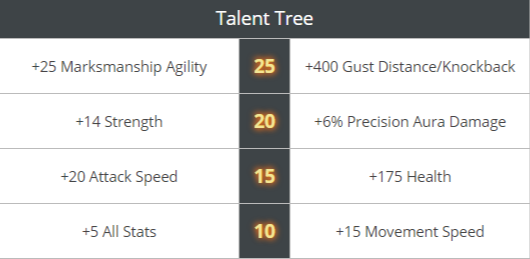 Talent Tree
+25 Marksmanship Agility 25 +400 Gust Distance/Knockback
+14 Strength 20 +6% Precision Aura Damage
+20 Attack Speed 15 +175 Health
+5 All Stats 10 +15 Movement Speed